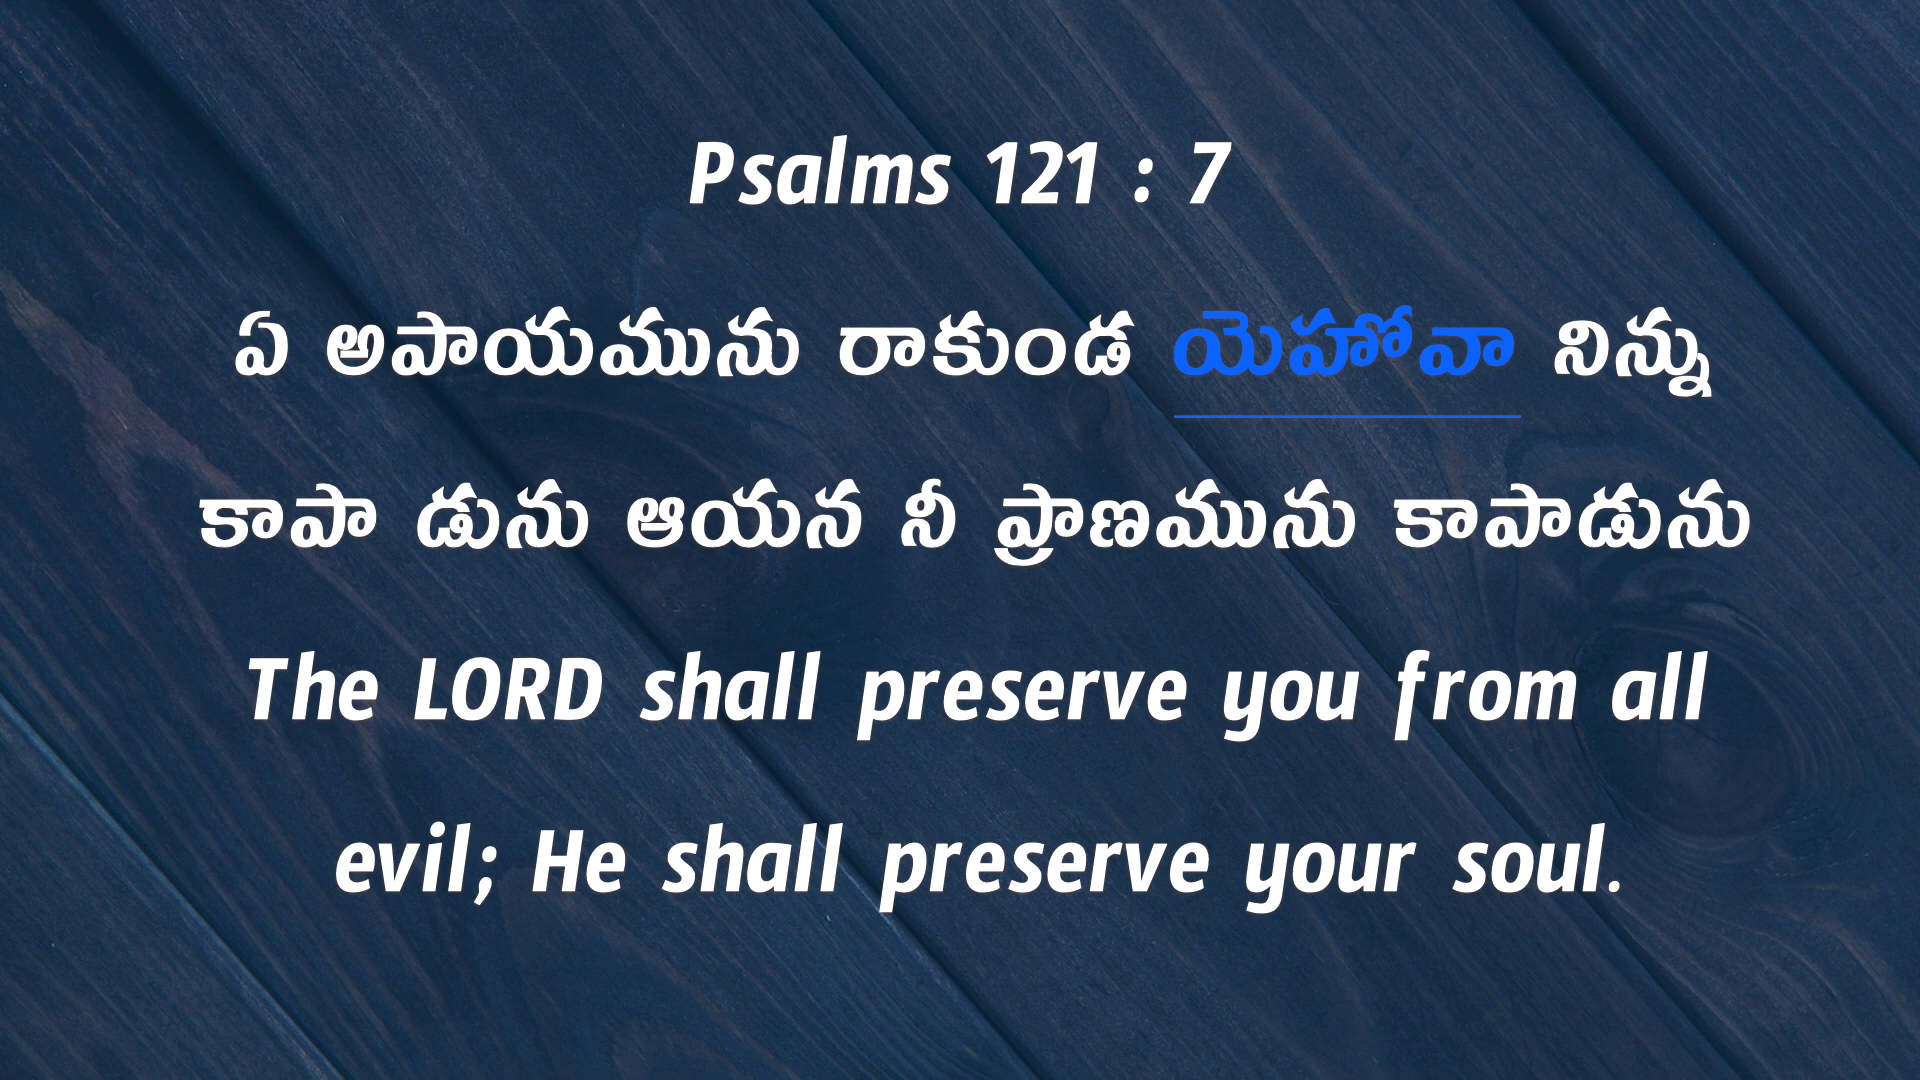 Psalms 121 : 7
ఏ అపాయమును రాకుండ యెహోవా నిన్ను
కాపా డును ఆయన నీ ప్రాణమును కాపాడును
The LORD shall preserve you from all
evil; He shall preserve your soul.